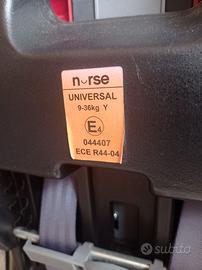 nurse
UNIVERSAL
9-36kg Y
E4
044407
ECE R44-04
subito